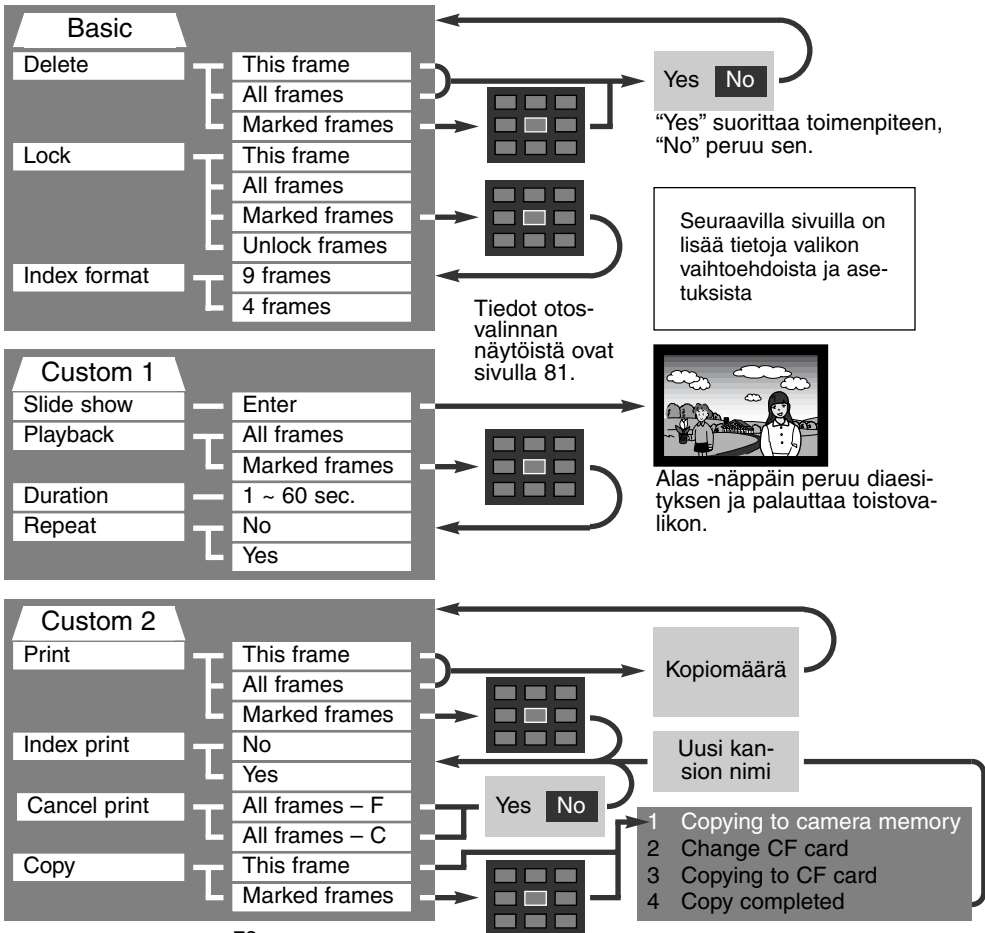 Basic
Delete
This frame
All frames
Marked frames
Lock
This frame
All frames
Marked frames
Unlock frames
Index format
9 frames
4 frames
Yes No
“Yes” suorittaa toimenpiteen,
“No” peruu sen.
Seuraavilla sivuilla on
lisää tietoja valikon
vaihtoehdoista ja ase-
tuksista
Tiedot otos-
valinnan
näytöistä ovat
sivulla 81.
Custom 1
Slide show
Enter
Playback
All frames
Marked frames
Duration
1 ~ 60 sec.
Repeat
No
Yes
Alas -näppäin peruu diaesi-
tyksen ja palauttaa toistova-
likon.
Custom 2
Print
This frame
All frames
Marked frames
Index print
No
Yes
Cancel print
All frames – F
All frames – C
Copy
This frame
Marked frames
Kopiomäärä
Uusi kan-
sion nimi
Yes No
1 Copying to camera memory
2 Change CF card
3 Copying to CF card
4 Copy completed